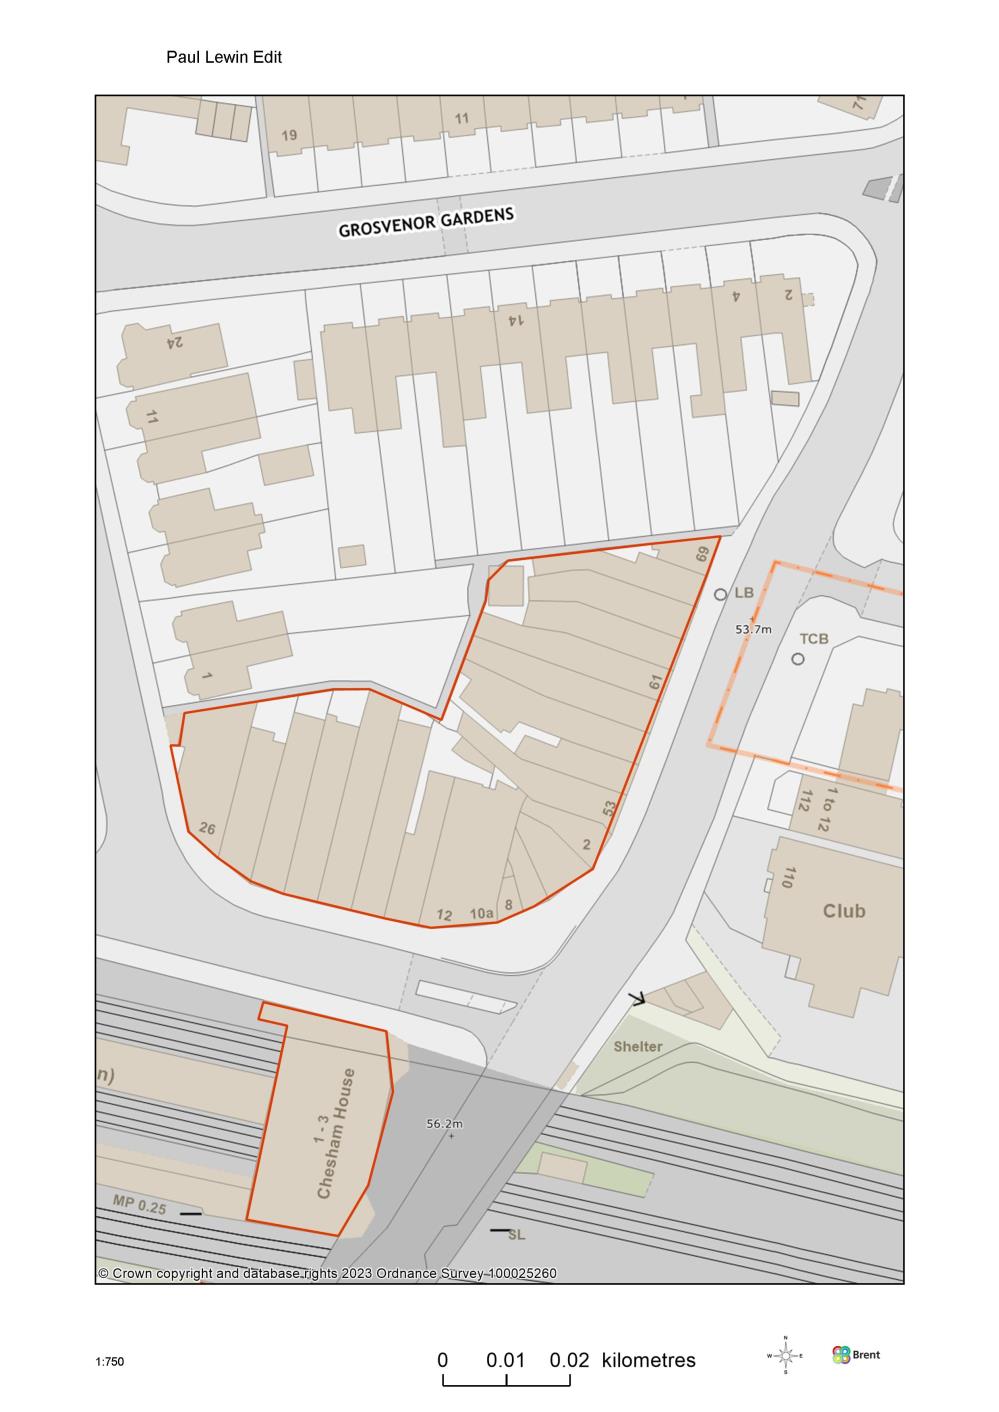 Paul Lewin Edit
19
11
71
GROSVENOR GARDENS
24
14
4
2
11
69
LB
53.7m
TCB
1
61
53
1 to 12
112
26
2
110
Club
12
10a
8
Shelter
n)
1 - 3
Chesham House
56.2m
MP 0.25
SL
© Crown copyright and database rights 2023 Ordnance Survey 100025260
1:750
0 0.01 0.02 kilometres
N
W E
S
Brent